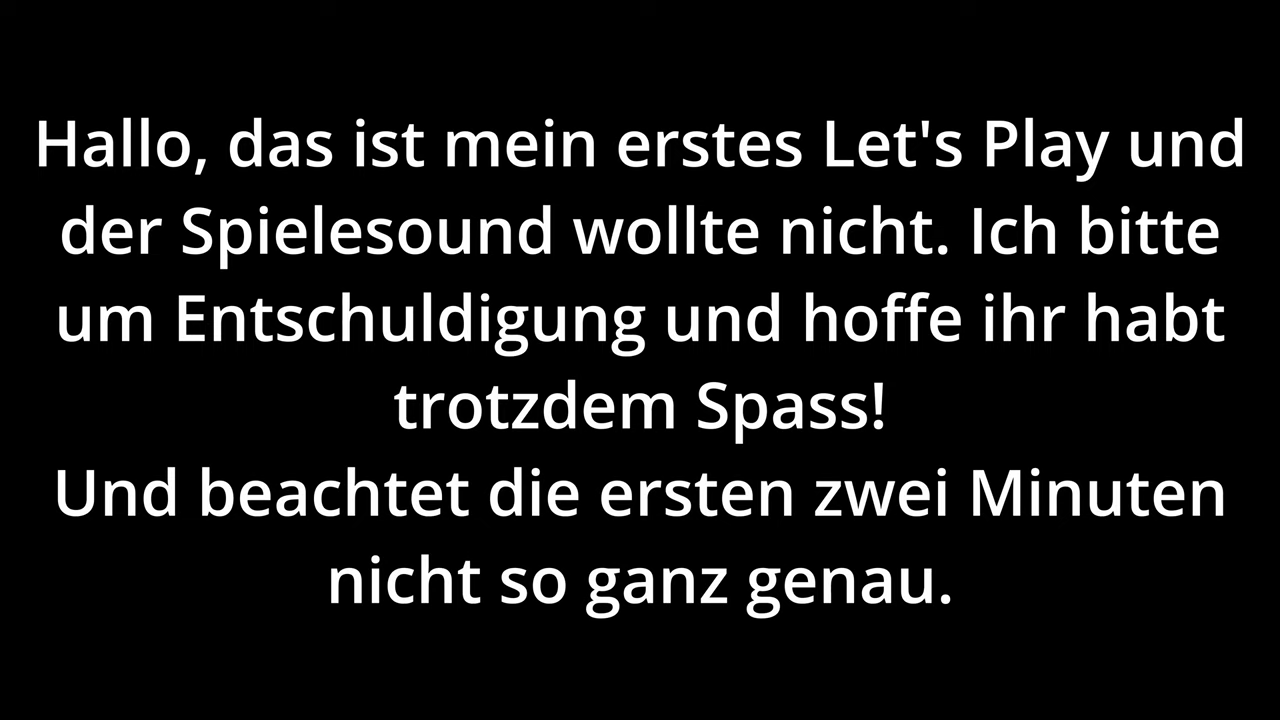 Hallo, das ist mein erstes Let's Play und
der Spielesound wollte nicht. Ich bitte
um Entschuldigung und hoffe ihr habt
trotzdem Spass!
Und beachtet die ersten zwei Minuten
nicht so ganz genau.